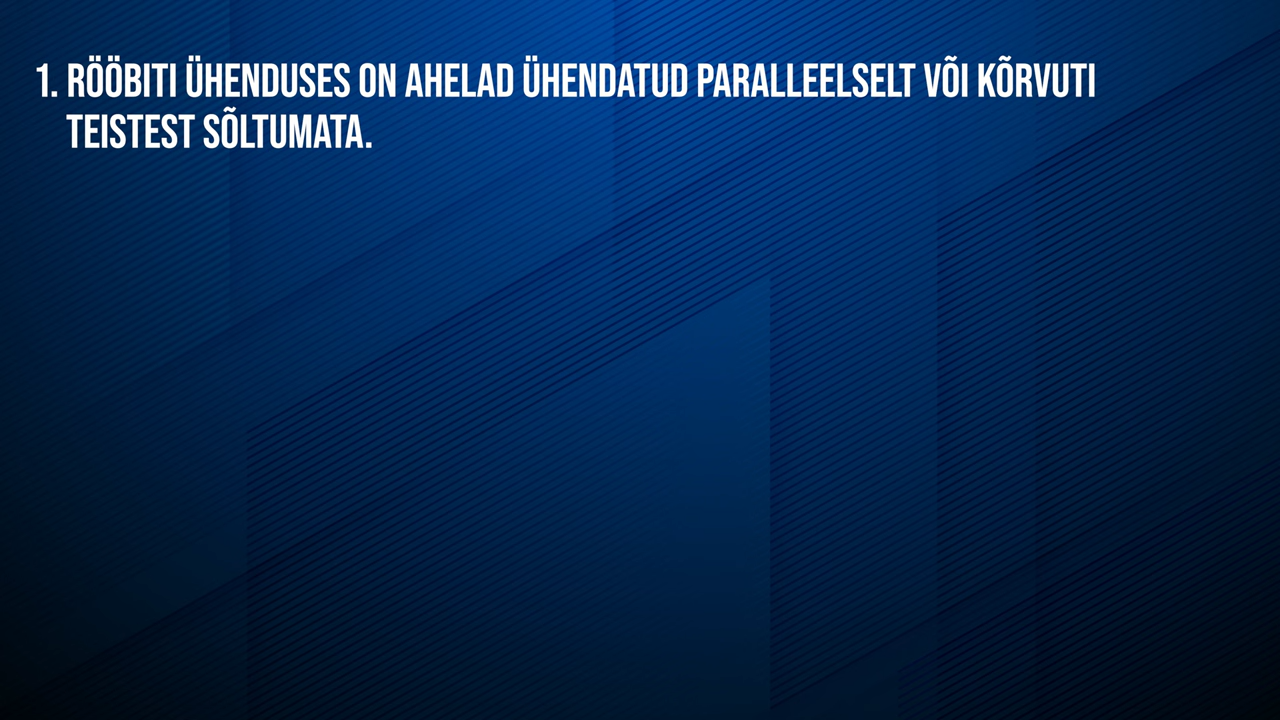 1. RÖÖBITI ÜHENDUSES ON AHELAD ÜHENDATUD PARALLEELSELT VÕI KÕRVUTI
TEISTEST SÕLTUMATA.